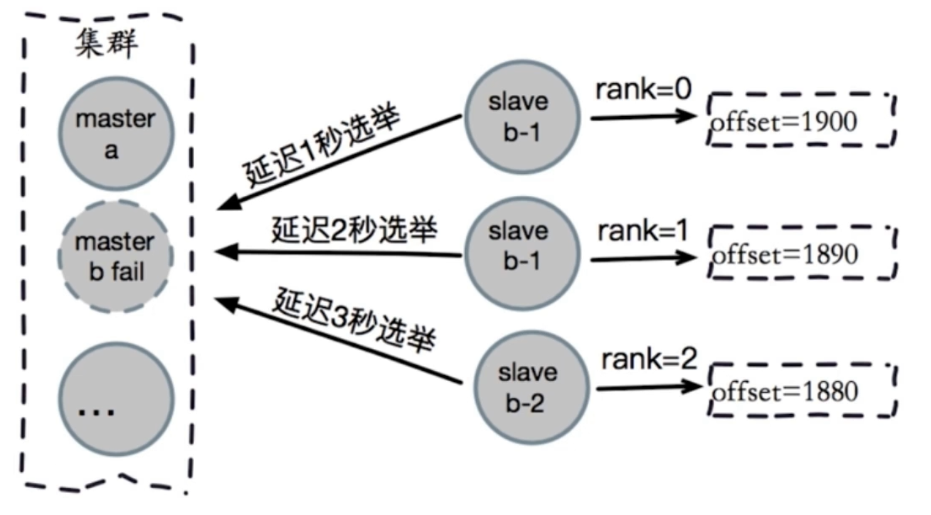 集群
master
a
master
b fail
...
延迟1秒选举
延迟2秒选举
延迟3秒选举
slave
b-1
rank=0
offset=1900
slave
b-1
rank=1
offset=1890
slave
b-2
rank=2
offset=1880